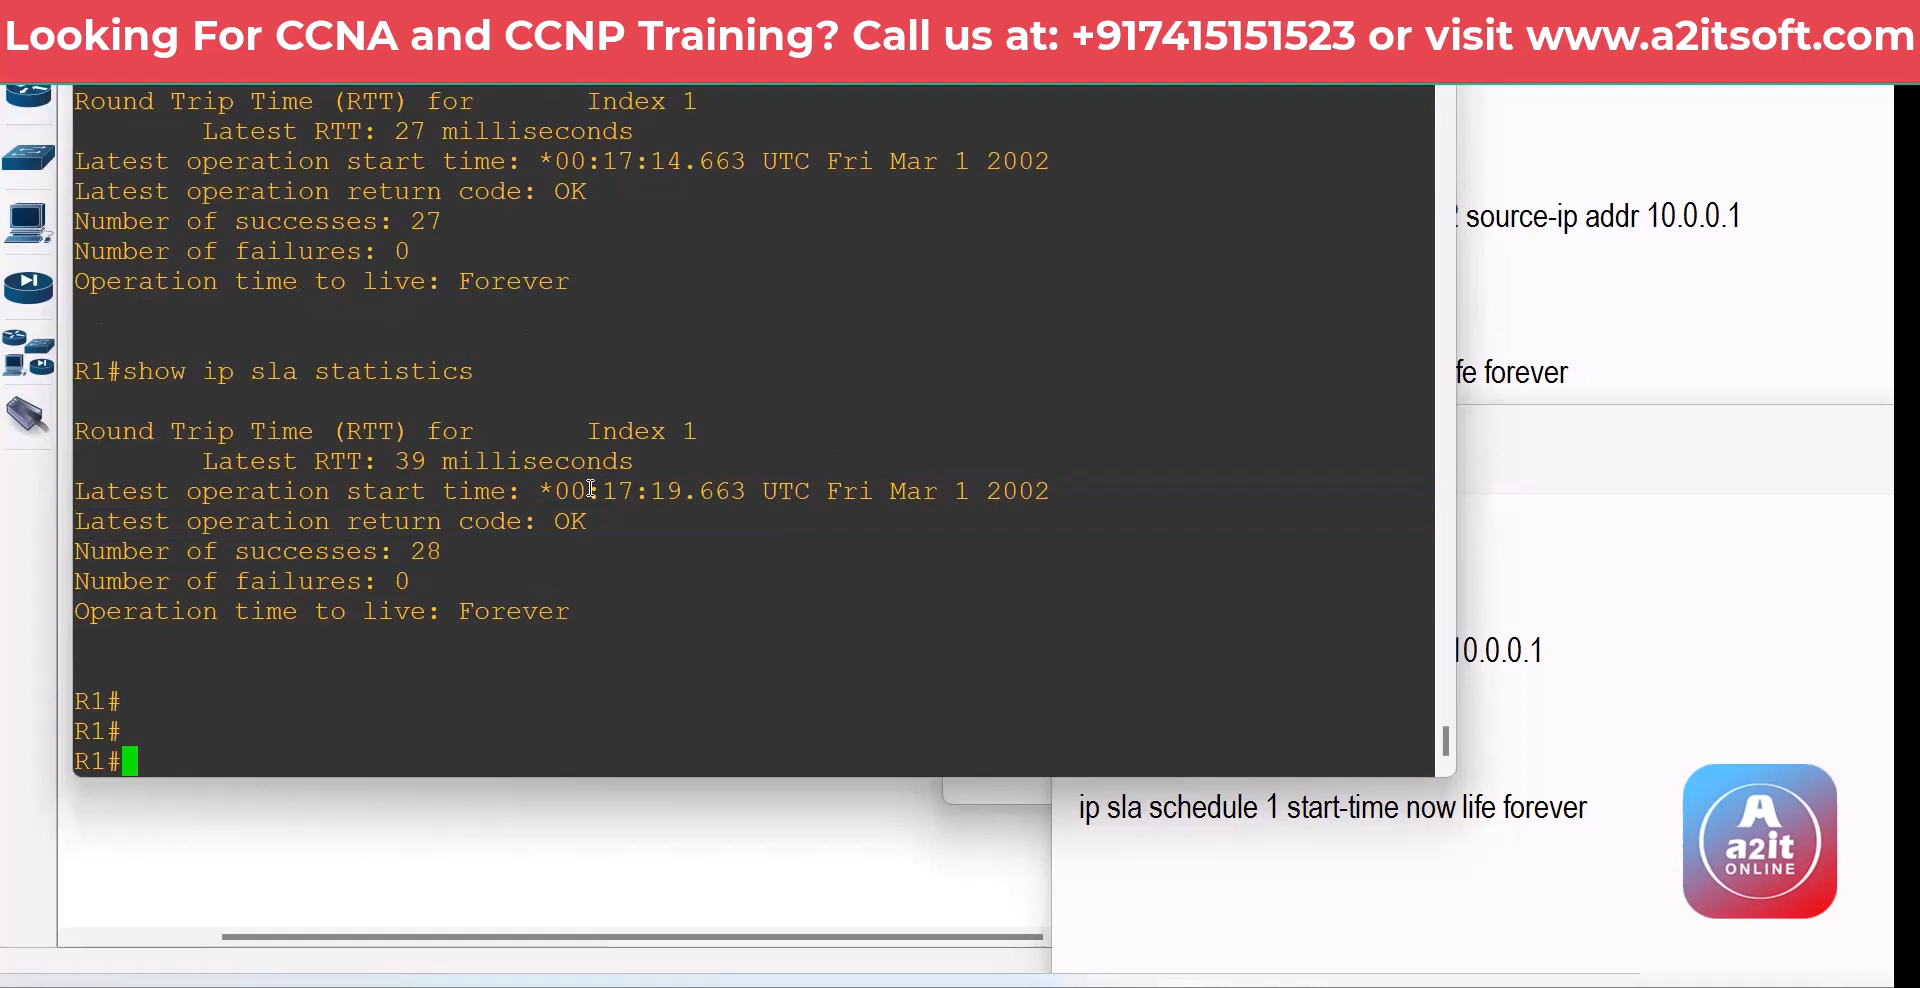 Looking For CCNA and CCNP Training? Call us at: +917415151523 or visit www.a2itsoft.com
Round Trip Time (RTT) for       Index 1
        Latest RTT: 27 milliseconds
Latest operation start time: *00:17:14.663 UTC Fri Mar 1 2002
Latest operation return code: OK
Number of successes: 27
Number of failures: 0
Operation time to live: Forever
R1#show ip sla statistics
Round Trip Time (RTT) for       Index 1
        Latest RTT: 39 milliseconds
Latest operation start time: *00:17:19.663 UTC Fri Mar 1 2002
Latest operation return code: OK
Number of successes: 28
Number of failures: 0
Operation time to live: Forever
R1#
R1#
R1#
source-ip addr 10.0.0.1
fe forever
10.0.0.1
ip sla schedule 1 start-time now life forever
A
a2it
ONLINE